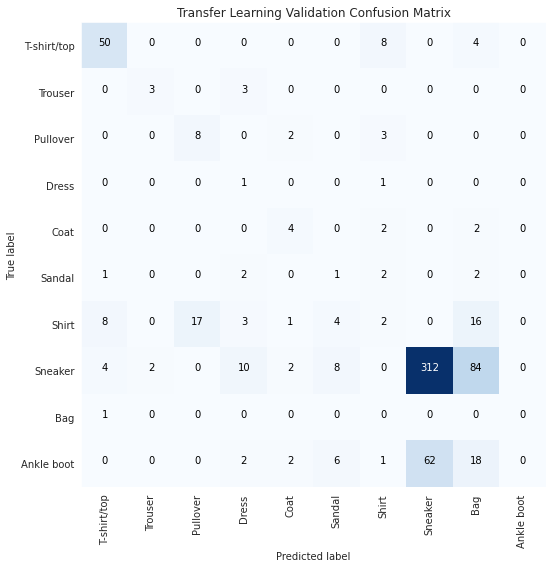 Transfer Learning Validation Confusion Matrix
T-shirt/top 50 0 0 0 0 0 8 0 4 0
Trouser 0 3 0 3 0 0 0 0 0 0
Pullover 0 0 8 0 2 0 3 0 0 0
Dress 0 0 0 1 0 0 1 0 0 0
Coat 0 0 0 0 4 0 2 0 2 0
Sandal 1 0 0 2 0 1 2 0 2 0
Shirt 8 0 17 3 1 4 2 0 16 0
Sneaker 4 2 0 10 2 8 0 312 84 0
Bag 1 0 0 0 0 0 0 0 0 0
Ankle boot 0 0 0 2 2 6 1 62 18 0
True label
T-shirt/top Trouser Pullover Dress Coat Sandal Shirt Sneaker Bag Ankle boot
Predicted label